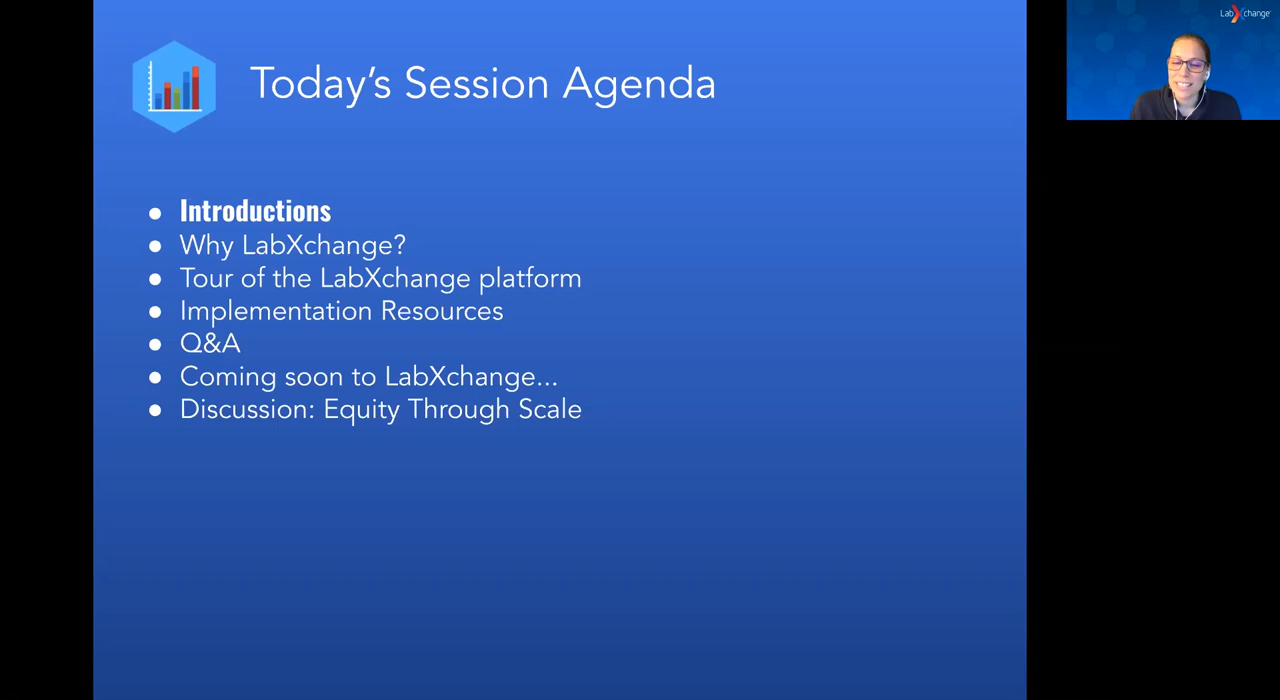 Today's Session Agenda
● Introductions
● Why LabXchange?
● Tour of the LabXchange platform
● Implementation Resources
● Q&A
● Coming soon to LabXchange...
● Discussion: Equity Through Scale
LabXchange